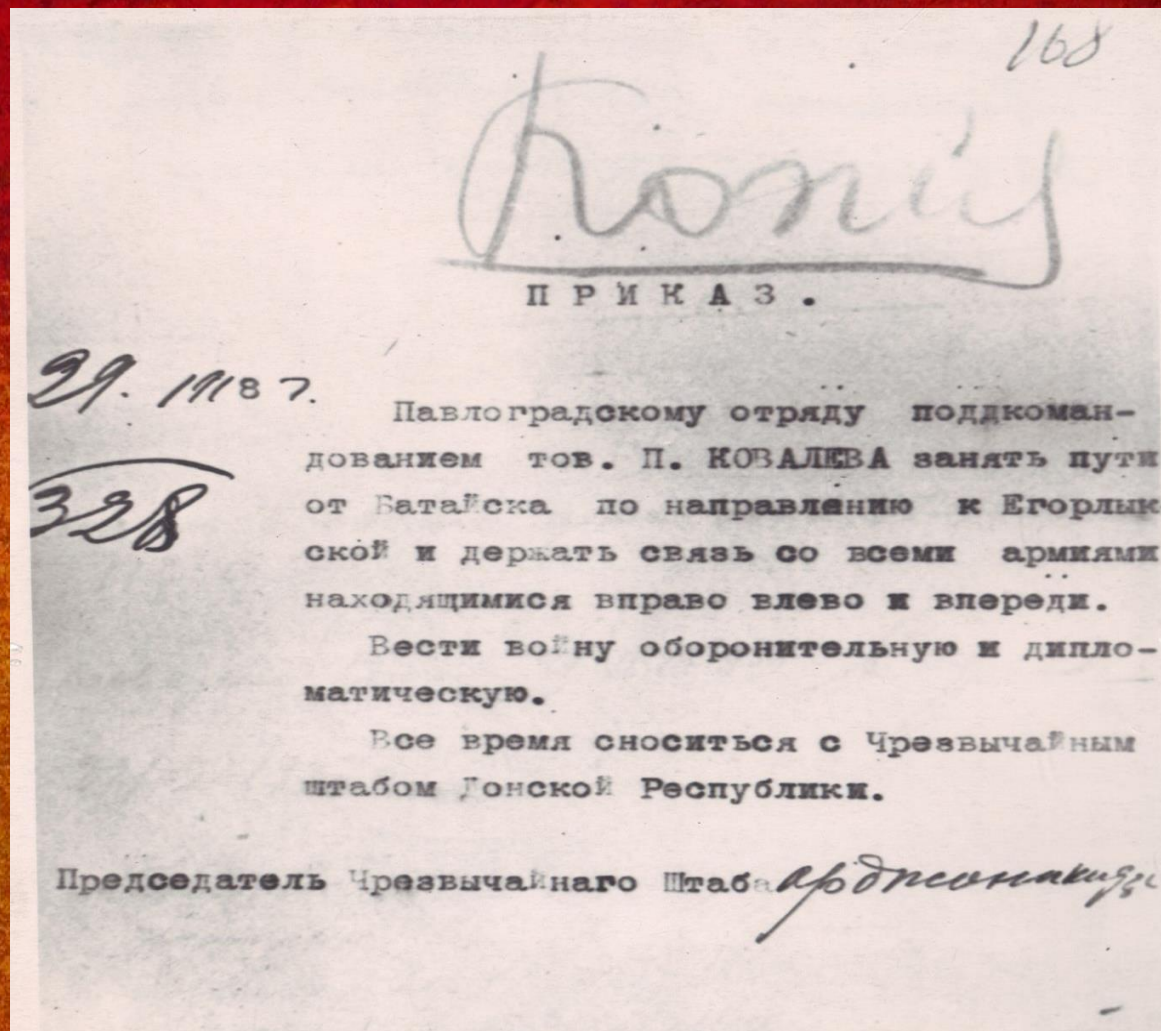 168
Копия
ПРИКАЗ.
29. 1918 г.
328
Павлоградскому отряду поддкоман-
дованием тов. П. КОВАЛЕВА занять пути
от Батайска по направлению к Егорлык
ской и держать связь со всеми армиями
находящимися вправо влево и впереди.
Вести войну оборонительную и дипло-
матическую.
Все время сноситься с Чрезвычайным
штабом Донской Республики.
Председатель Чрезвычайнаго Штаба Орджоникидзе